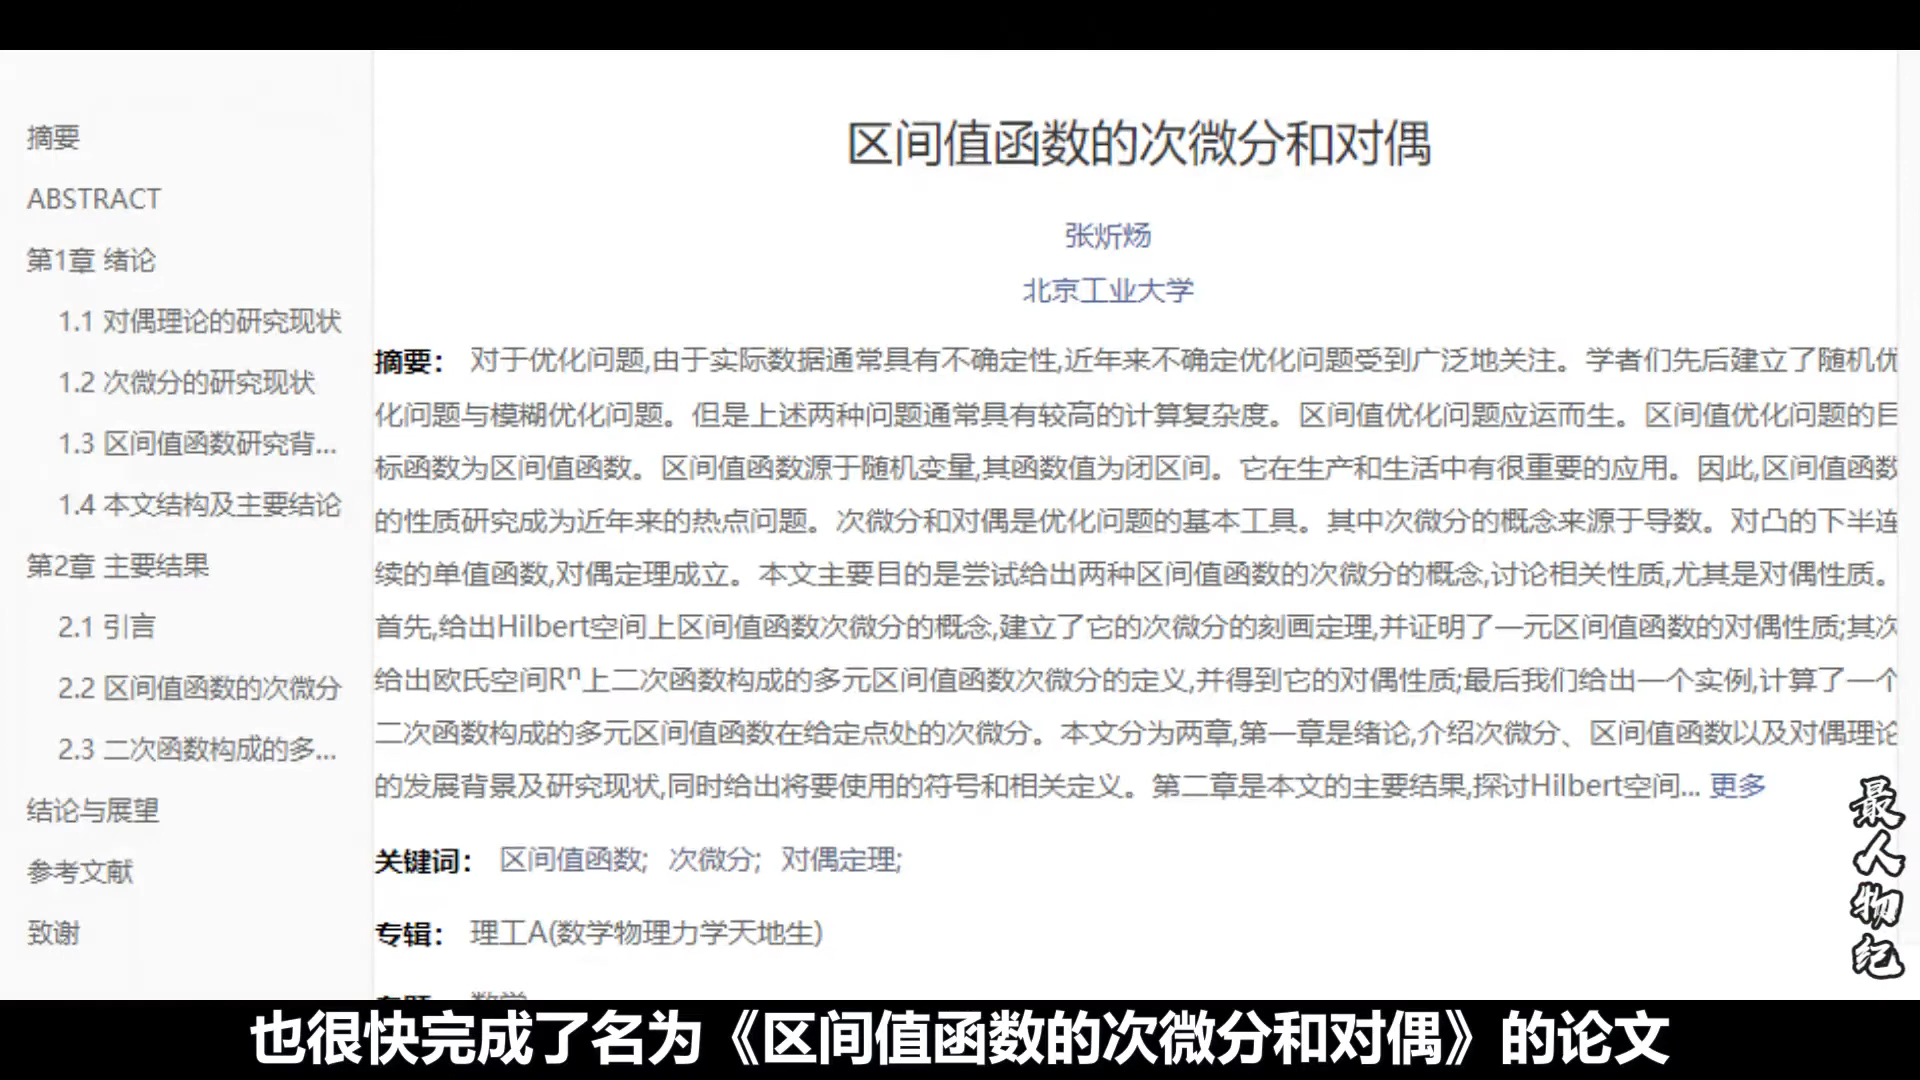 摘要
ABSTRACT
第1章 绪论
1.1 对偶理论的研究现状
1.2 次微分的研究现状
1.3 区间值函数研究背...
1.4 本文结构及主要结论
第2章 主要结果
2.1 引言
2.2 区间值函数的次微分
2.3 二次函数构成的多...
结论与展望
参考文献
致谢
区间值函数的次微分和对偶
张炘炀
北京工业大学
摘要： 对于优化问题,由于实际数据通常具有不确定性,近年来不确定优化问题受到广泛地关注。学者们先后建立了随机优
化问题与模糊优化问题。但是上述两种问题通常具有较高的计算复杂度。区间值优化问题应运而生。区间值优化问题的目
标函数为区间值函数。区间值函数源于随机变量,其函数值为闭区间。它在生产和生活中有很重要的应用。因此,区间值函数
的性质研究成为近年来的热点问题。次微分和对偶是优化问题的基本工具。其中次微分的概念来源于导数。对凸的下半连
续的单值函数,对偶定理成立。本文主要目的是尝试给出两种区间值函数的次微分的概念,讨论相关性质,尤其是对偶性质。
首先,给出Hilbert空间上区间值函数次微分的概念,建立了它的次微分的刻画定理,并证明了一元区间值函数的对偶性质;其次
给出欧氏空间Rⁿ上二次函数构成的多元区间值函数次微分的定义,并得到它的对偶性质;最后我们给出一个实例,计算了一个
二次函数构成的多元区间值函数在给定点处的次微分。本文分为两章,第一章是绪论,介绍次微分、区间值函数以及对偶理论
的发展背景及研究现状,同时给出将要使用的符号和相关定义。第二章是本文的主要结果,探讨Hilbert空间... 更多
关键词： 区间值函数; 次微分; 对偶定理;
专辑： 理工A(数学物理力学天地生)
最人物纪
也很快完成了名为《区间值函数的次微分和对偶》的论文